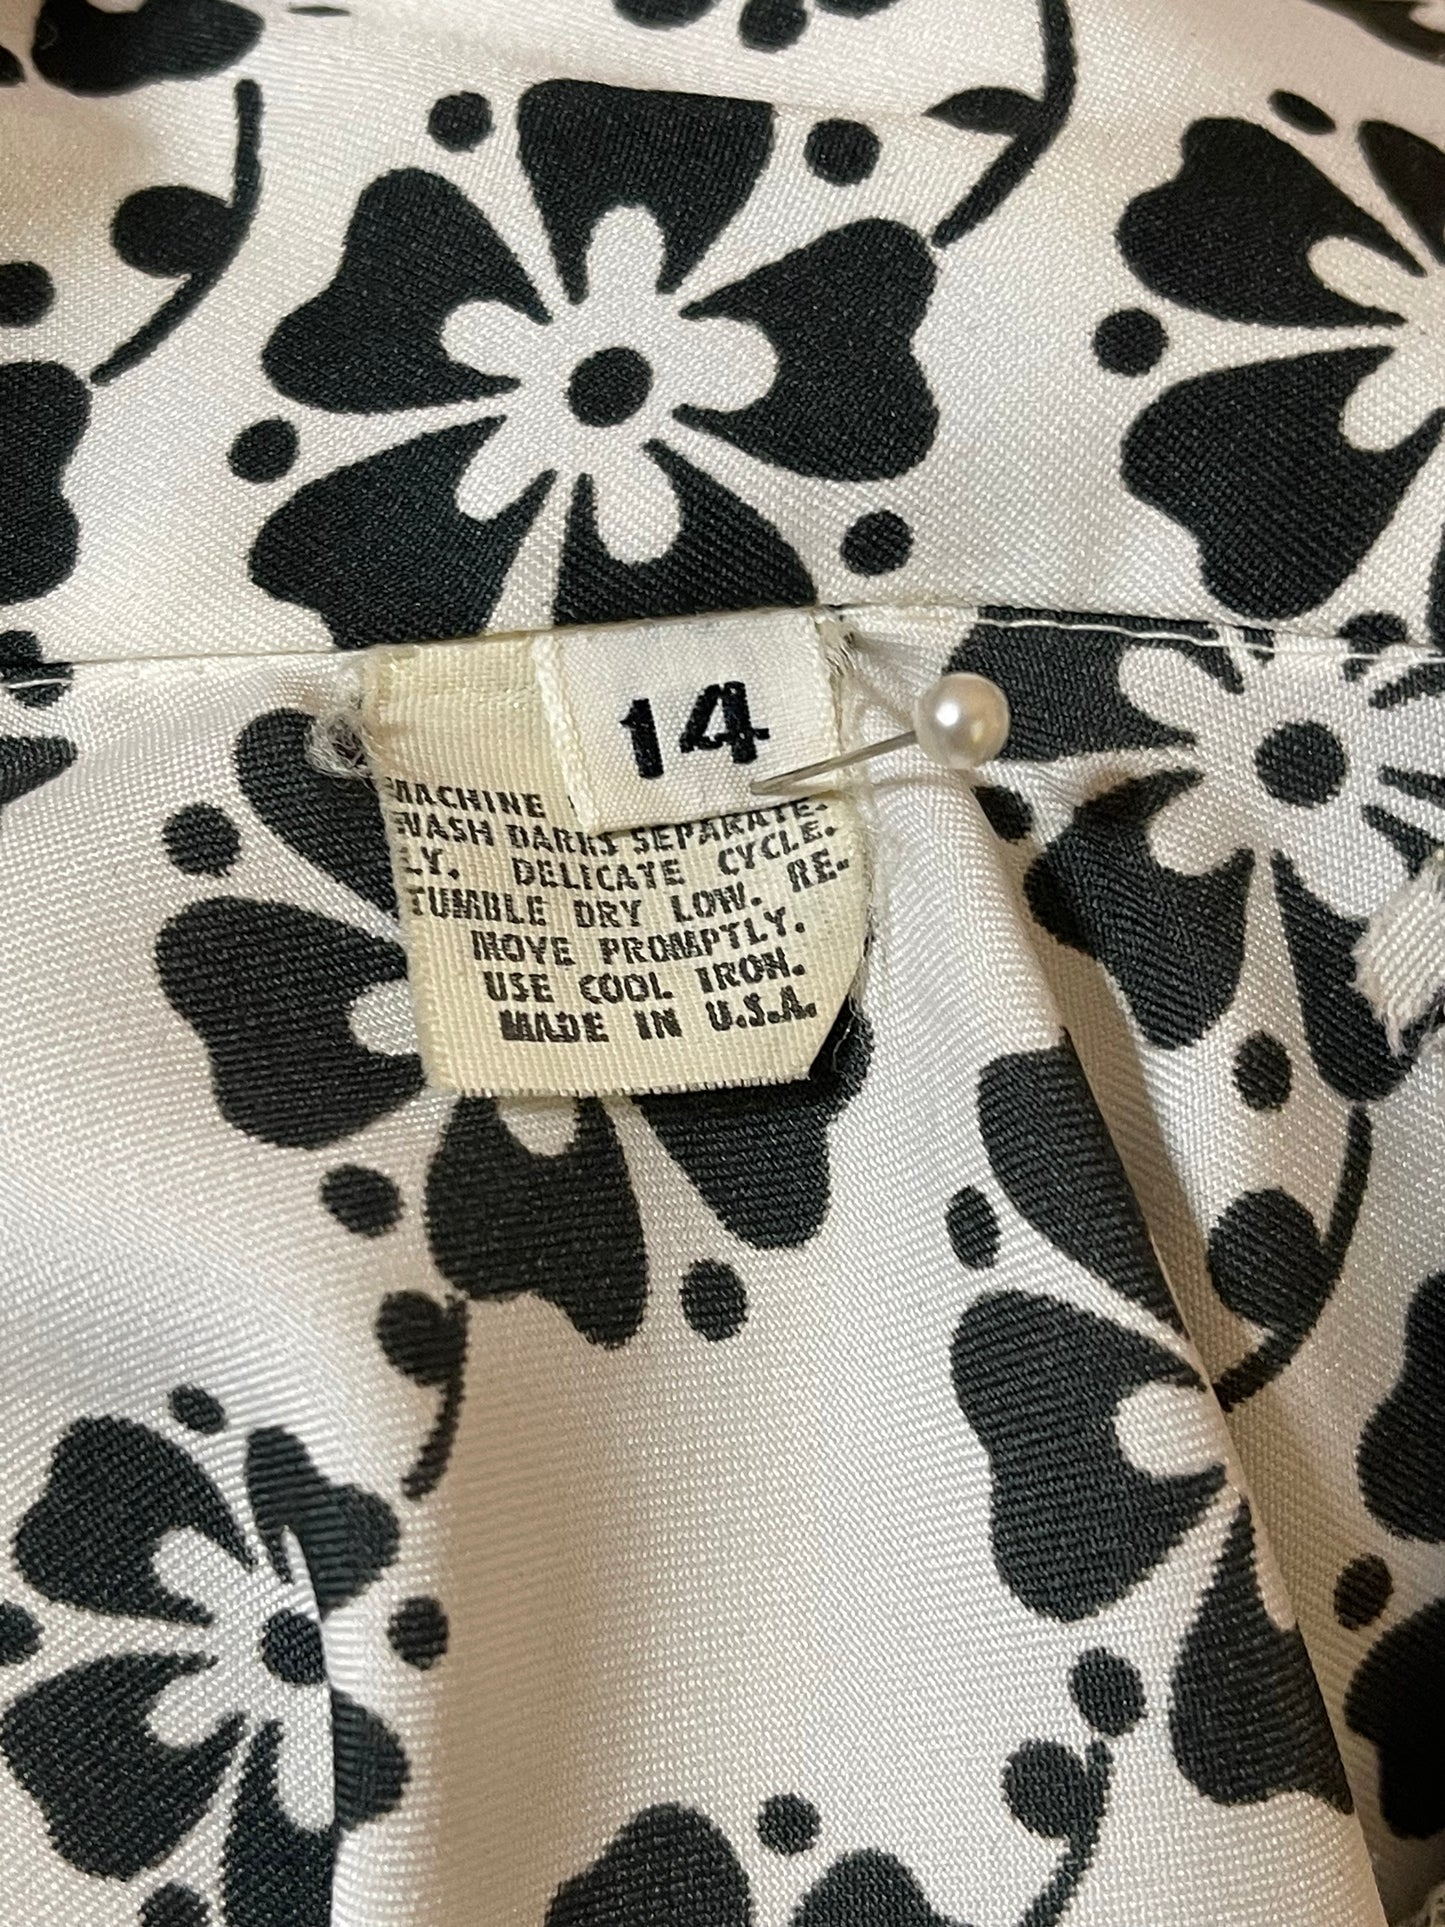 14
MACHINE
WASH DARKS SEPARATE-
LY. DELICATE CYCLE.
TUMBLE DRY LOW. RE-
MOVE PROMPTLY.
USE COOL IRON.
MADE IN U.S.A.